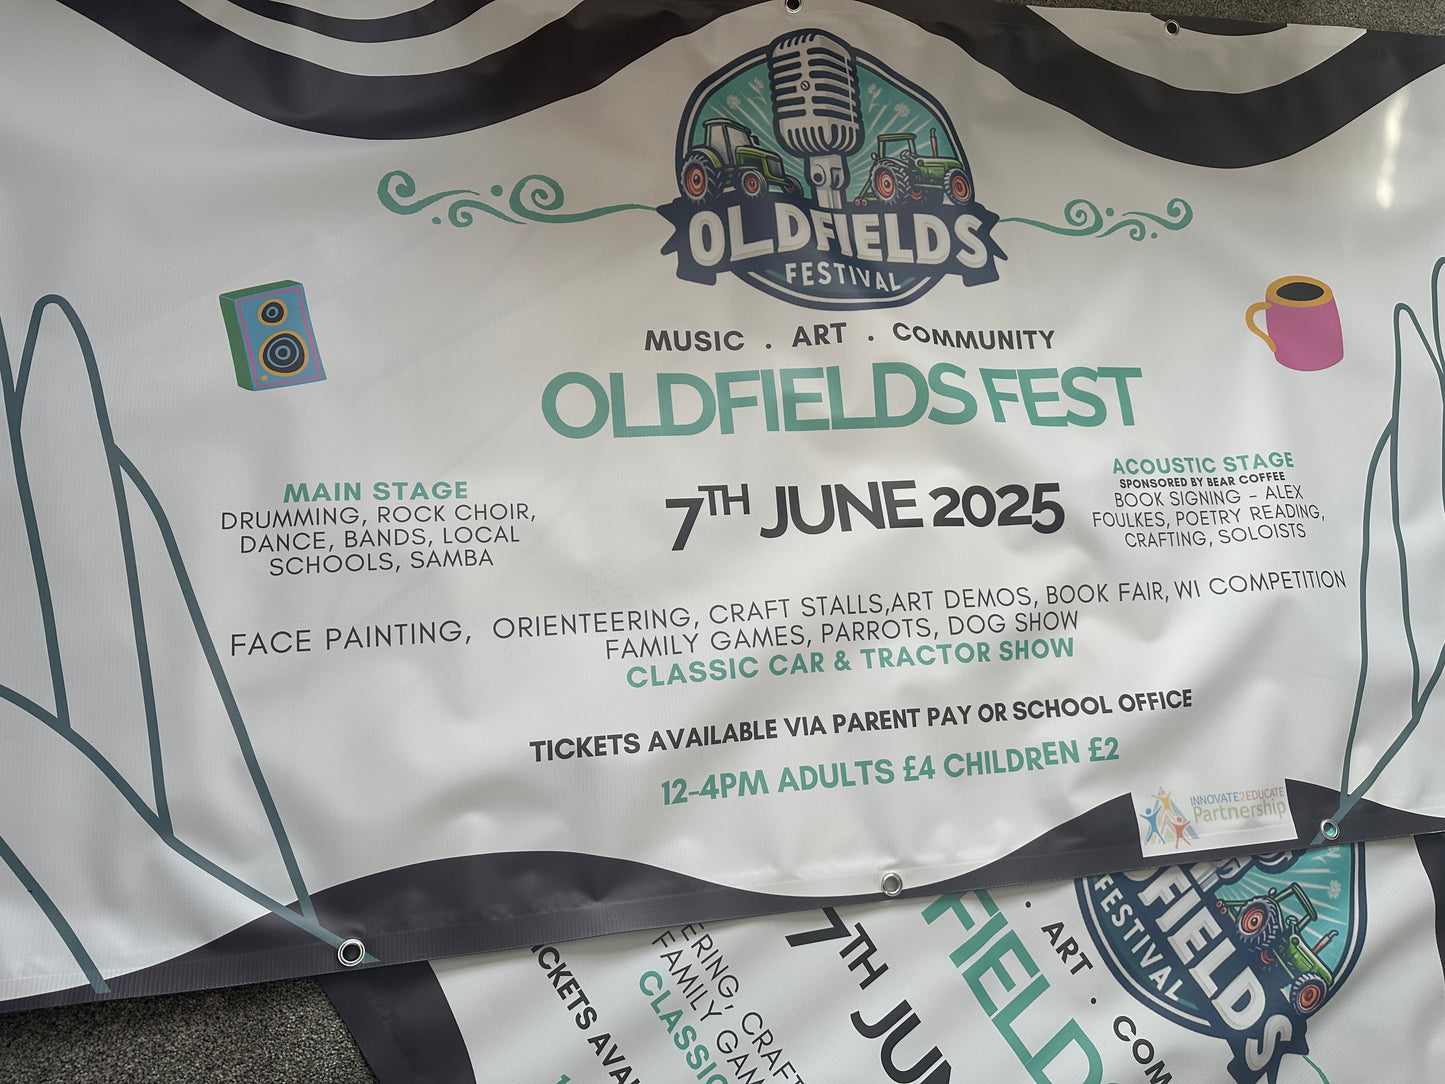 OLDFIELDS
FESTIVAL
MUSIC . ART . COMMUNITY
OLDFIELDS FEST
7TH JUNE 2025
MAIN STAGE
DRUMMING, ROCK CHOIR,
DANCE, BANDS, LOCAL
SCHOOLS, SAMBA
ACOUSTIC STAGE
SPONSORED BY BEAR COFFEE
BOOK SIGNING - ALEX
FOULKES, POETRY READING,
CRAFTING, SOLOISTS
FACE PAINTING, ORIENTEERING, CRAFT STALLS,ART DEMOS, BOOK FAIR, WI COMPETITION
FAMILY GAMES, PARROTS, DOG SHOW
CLASSIC CAR & TRACTOR SHOW
TICKETS AVAILABLE VIA PARENT PAY OR SCHOOL OFFICE
12-4PM ADULTS £4 CHILDREN £2
INNOVATE2EDUCATE
Partnership
FIELDS
FESTIVAL
. ART . COM
FIELD
7TH JUN
ERING, CRAFT
FAMILY GAM
CLASSIC
ICKETS AVA